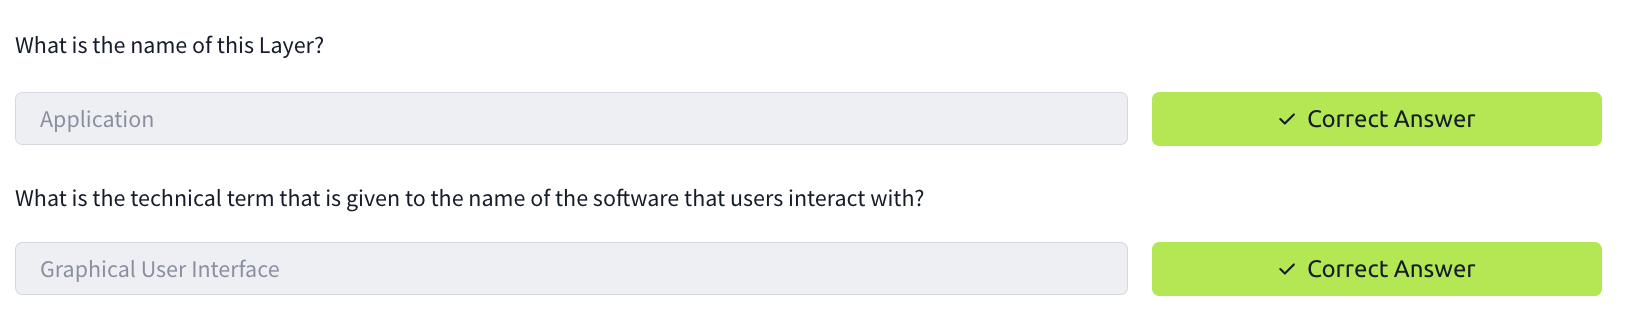 What is the name of this Layer?
Application
✓ Correct Answer
What is the technical term that is given to the name of the software that users interact with?
Graphical User Interface
✓ Correct Answer